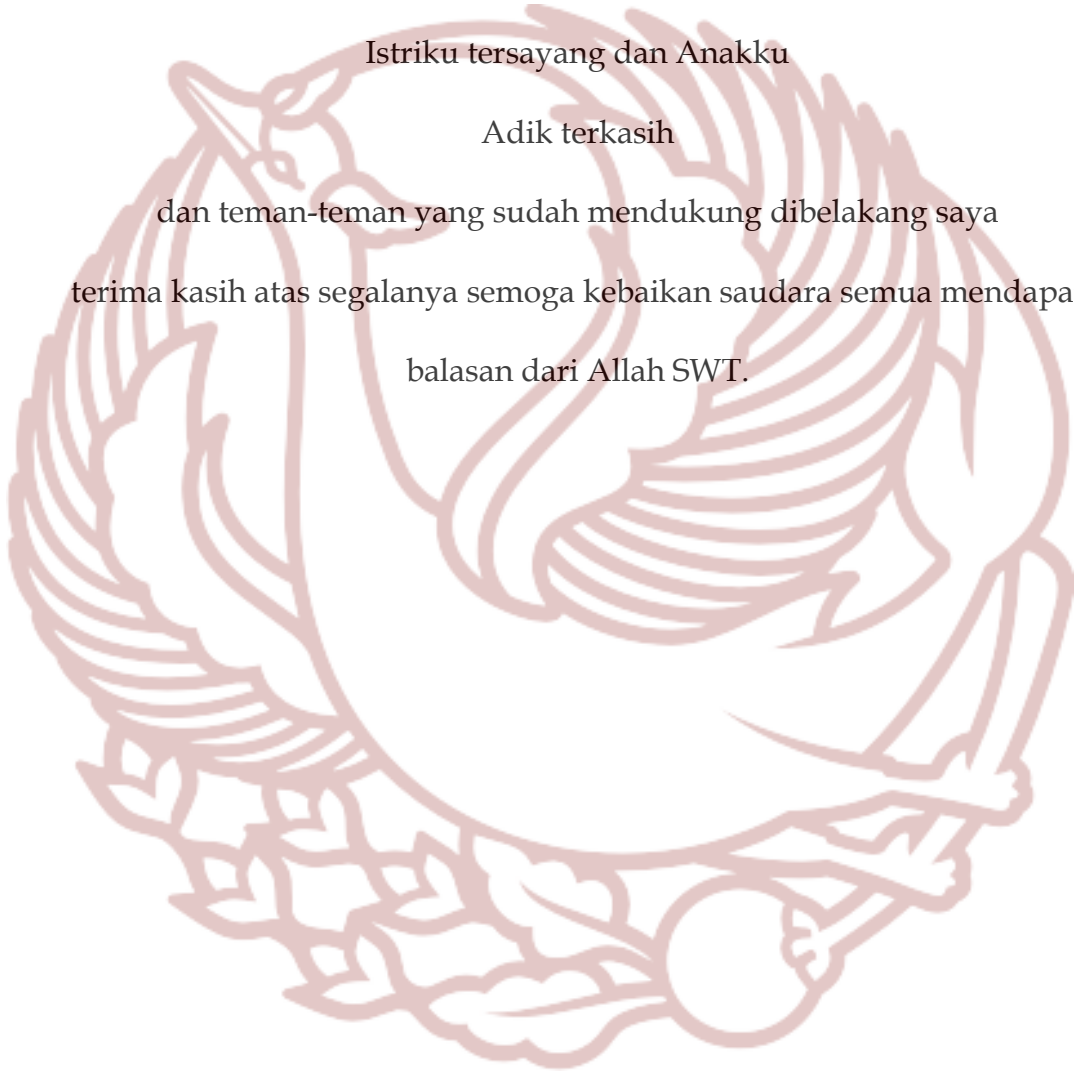 Istriku tersayang dan Anakku
Adik terkasih
dan teman-teman yang sudah mendukung dibelakang saya
terima kasih atas segalanya semoga kebaikan saudara semua mendapa
balasan dari Allah SWT.